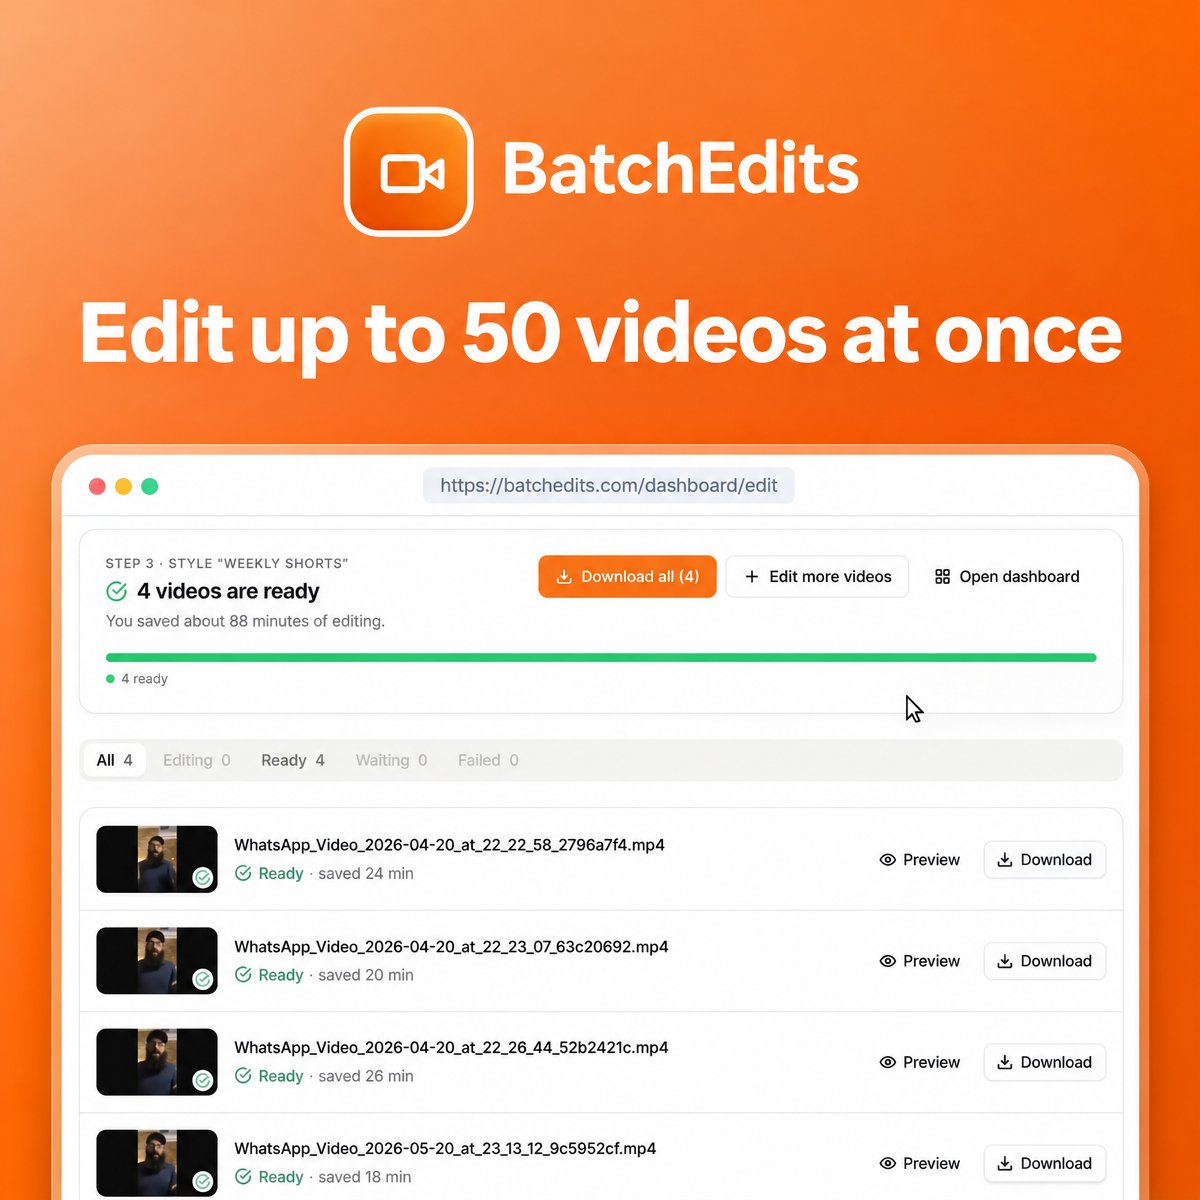 BatchEdits
Edit up to 50 videos at once
https://batchedits.com/dashboard/edit
STEP 3 · STYLE "WEEKLY SHORTS"
4 videos are ready
You saved about 88 minutes of editing.
Download all (4)
Edit more videos
Open dashboard
4 ready
All 4 Editing 0 Ready 4 Waiting 0 Failed 0
WhatsApp_Video_2026-04-20_at_22_22_58_2796a7f4.mp4
Ready · saved 24 min
Preview Download
WhatsApp_Video_2026-04-20_at_22_23_07_63c20692.mp4
Ready · saved 20 min
Preview Download
WhatsApp_Video_2026-04-20_at_22_26_44_52b2421c.mp4
Ready · saved 26 min
Preview Download
WhatsApp_Video_2026-05-20_at_23_13_12_9c5952cf.mp4
Ready · saved 18 min
Preview Download